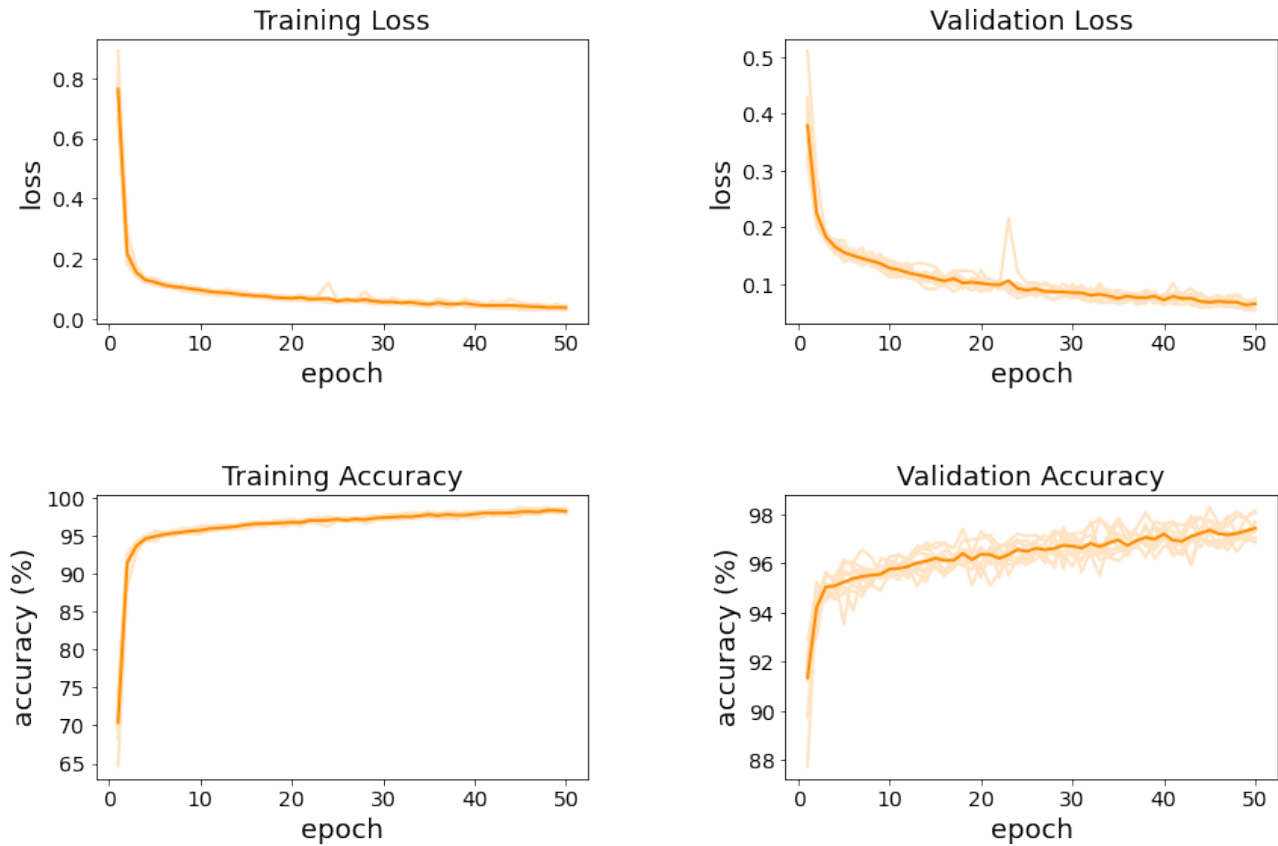 Training Loss
0.8
0.6
0.4
0.2
0.0
loss
0 10 20 30 40 50
epoch
Validation Loss
0.5
0.4
0.3
0.2
0.1
loss
0 10 20 30 40 50
epoch
Training Accuracy
100
95
90
85
80
75
70
65
accuracy (%)
0 10 20 30 40 50
epoch
Validation Accuracy
98
96
94
92
90
88
accuracy (%)
0 10 20 30 40 50
epoch